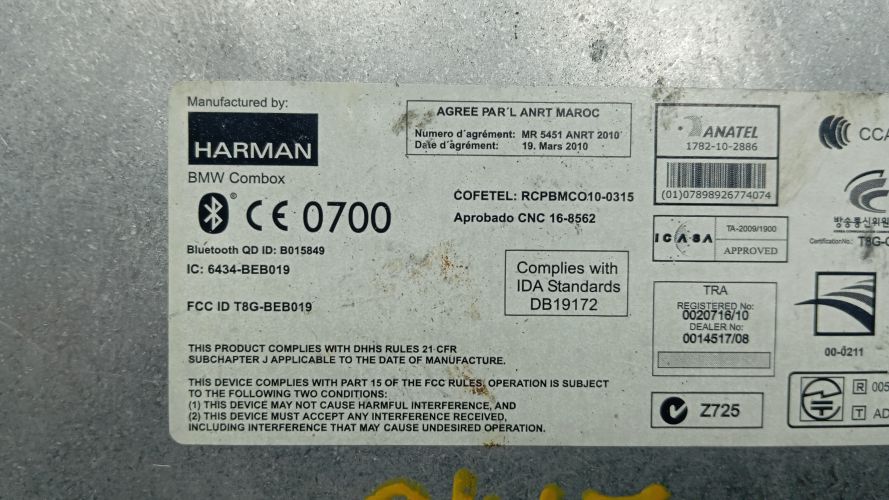 Manufactured by:
HARMAN
BMW Combox
® CE 0700
Bluetooth QD ID: B015849
IC: 6434-BEB019
FCC ID T8G-BEB019
THIS PRODUCT COMPLIES WITH DHHS RULES 21 CFR
SUBCHAPTER J APPLICABLE TO THE DATE OF MANUFACTURE.
THIS DEVICE COMPLIES WITH PART 15 OF THE FCC RULES. OPERATION IS SUBJECT
TO THE FOLLOWING TWO CONDITIONS:
(1) THIS DEVICE MAY NOT CAUSE HARMFUL INTERFERENCE, AND
(2) THIS DEVICE MUST ACCEPT ANY INTERFERENCE RECEIVED,
INCLUDING INTERFERENCE THAT MAY CAUSE UNDESIRED OPERATION.
AGREE PAR´L ANRT MAROC
Numero d´agrément: MR 5451 ANRT 2010
Date d´agrément: 19. Mars 2010
COFETEL: RCPBMCO10-0315
Aprobado CNC 16-8562
Complies with
IDA Standards
DB19172
ANATEL
1782-10-2886
(01)07898926774074
ICASA
TA-2009/1900
APPROVED
TRA
REGISTERED No:
0020716/10
DEALER No:
0014517/08
Z725
CCA
방송통신위원
CertificationNo.: T8G-
00-0211
R 005
T AD